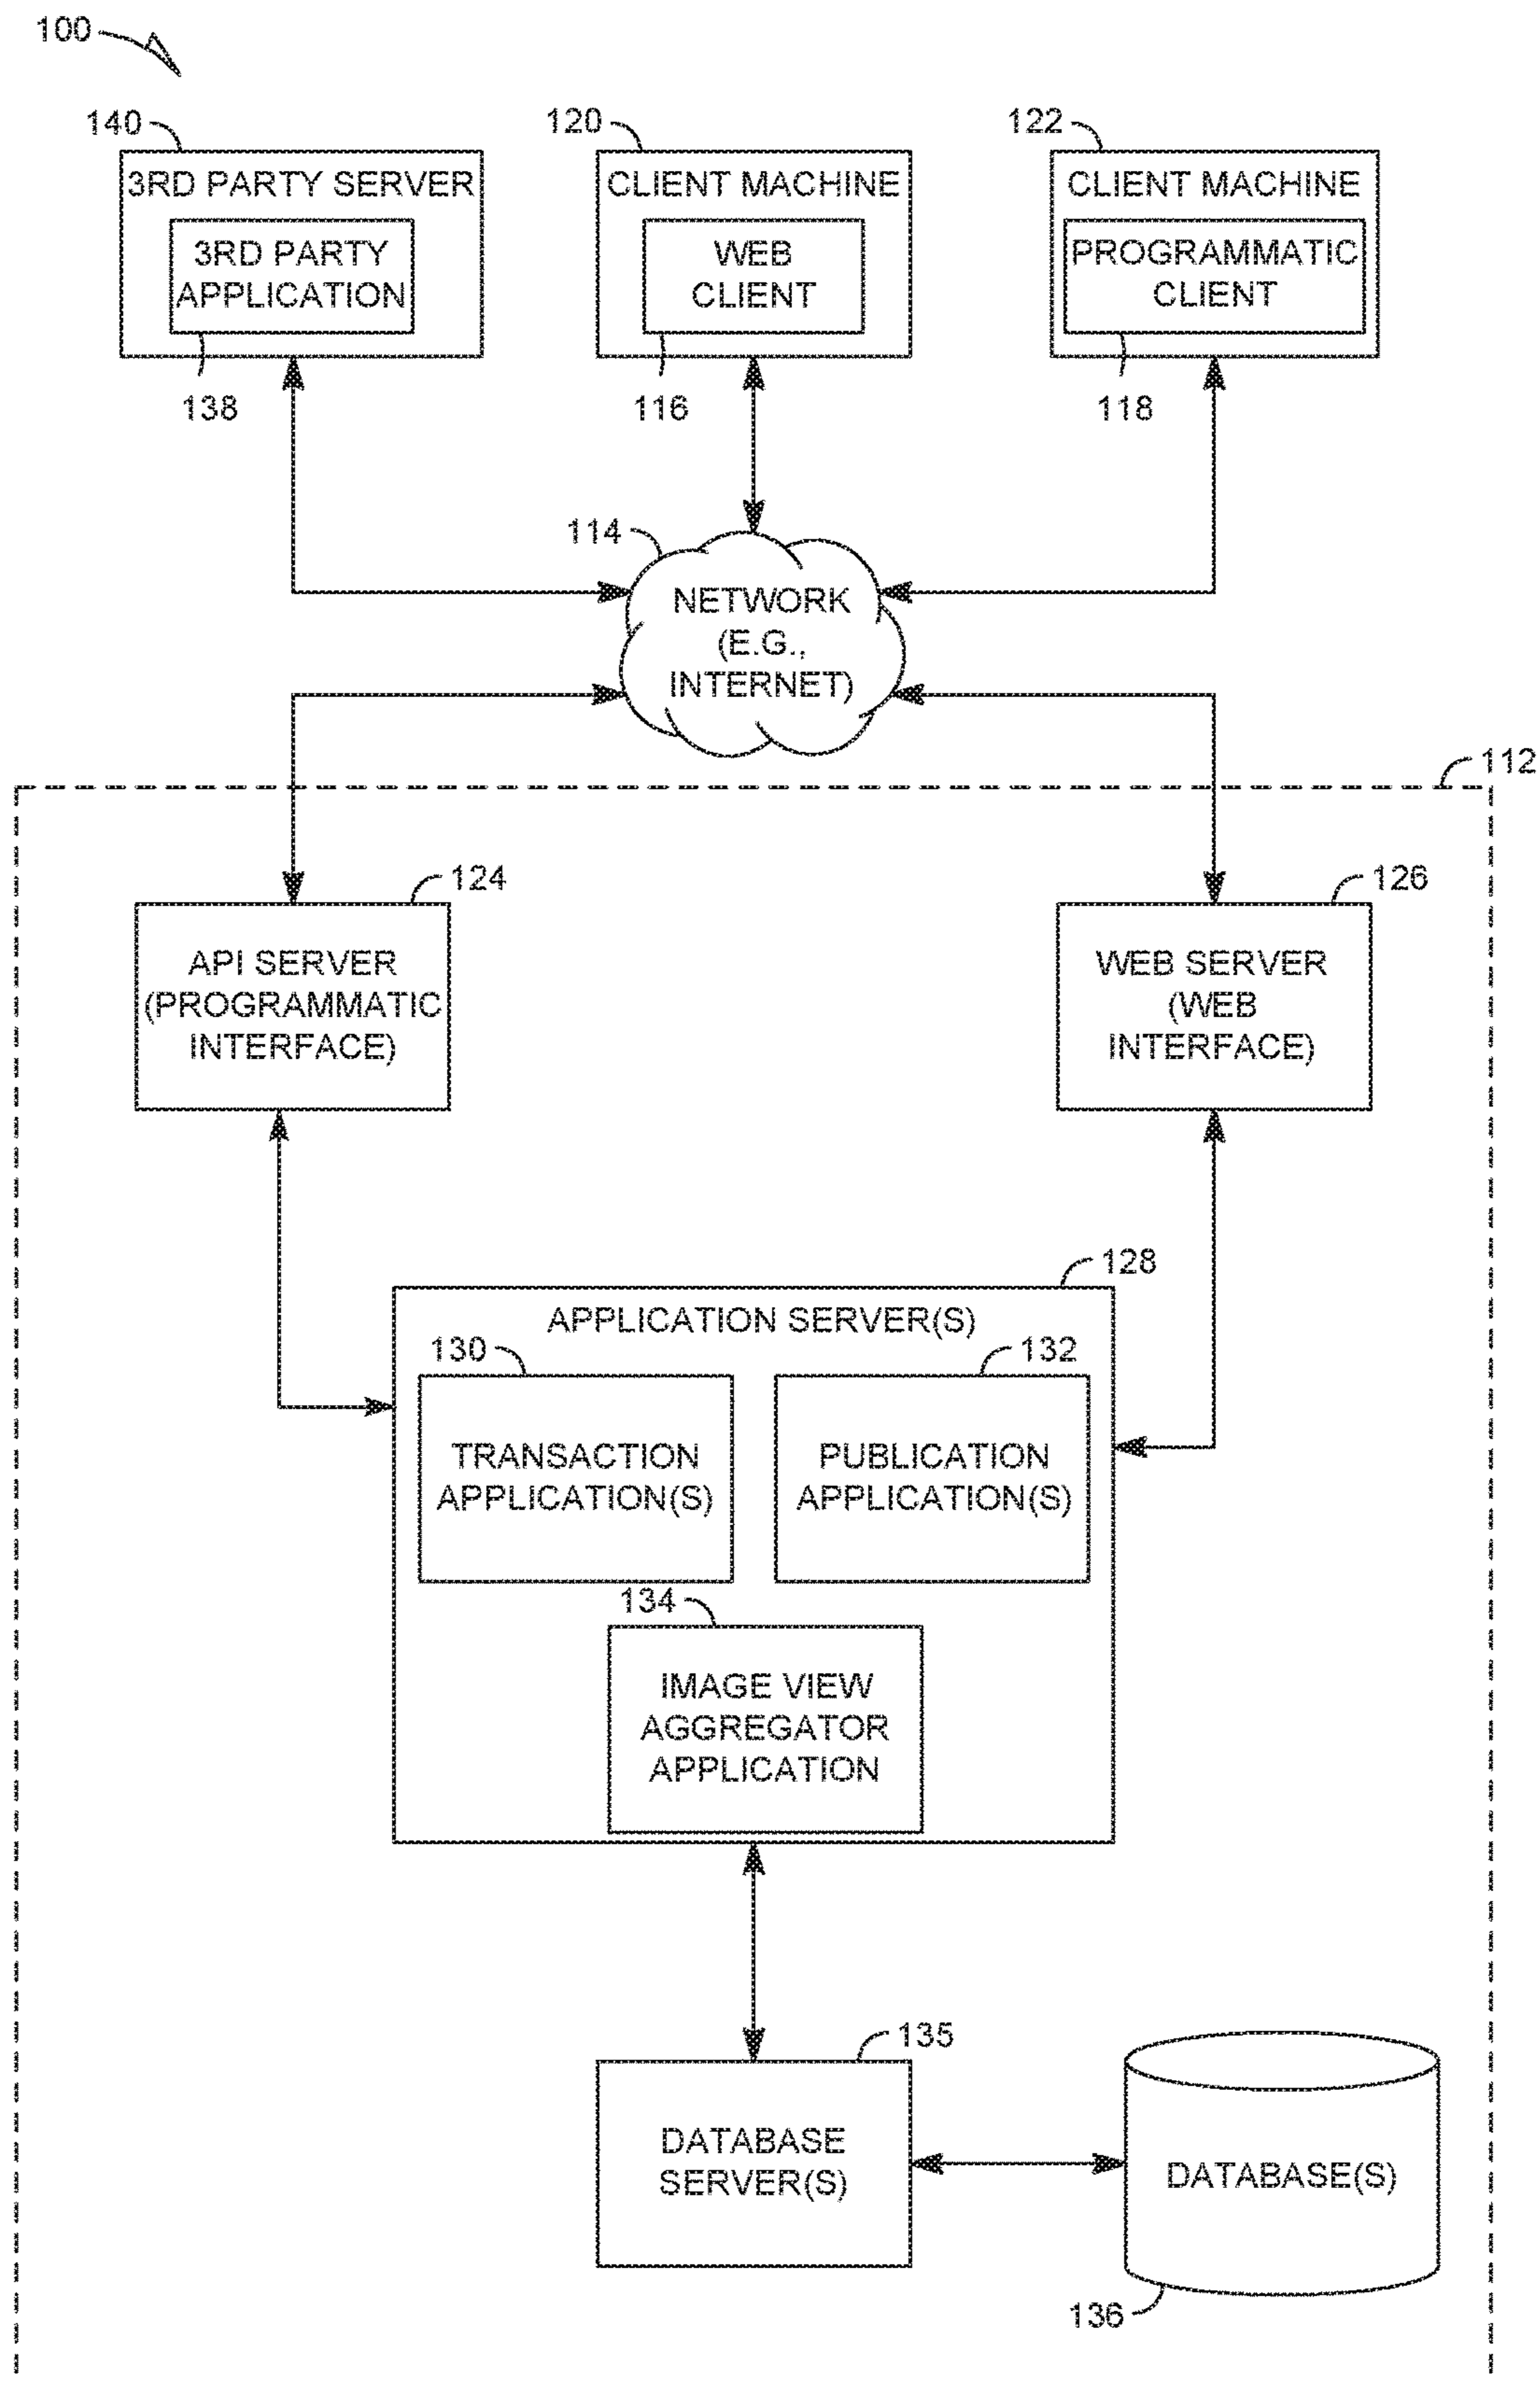 100
140
120
122
3RD PARTY SERVER
3RD PARTY
APPLICATION
138
CLIENT MACHINE
WEB
CLIENT
116
CLIENT MACHINE
PROGRAMMATIC
CLIENT
118
114
NETWORK
(E.G.,
INTERNET)
112
124
API SERVER
(PROGRAMMATIC
INTERFACE)
126
WEB SERVER
(WEB
INTERFACE)
128
APPLICATION SERVER(S)
130
TRANSACTION
APPLICATION(S)
132
PUBLICATION
APPLICATION(S)
134
IMAGE VIEW
AGGREGATOR
APPLICATION
135
DATABASE
SERVER(S)
DATABASE(S)
136